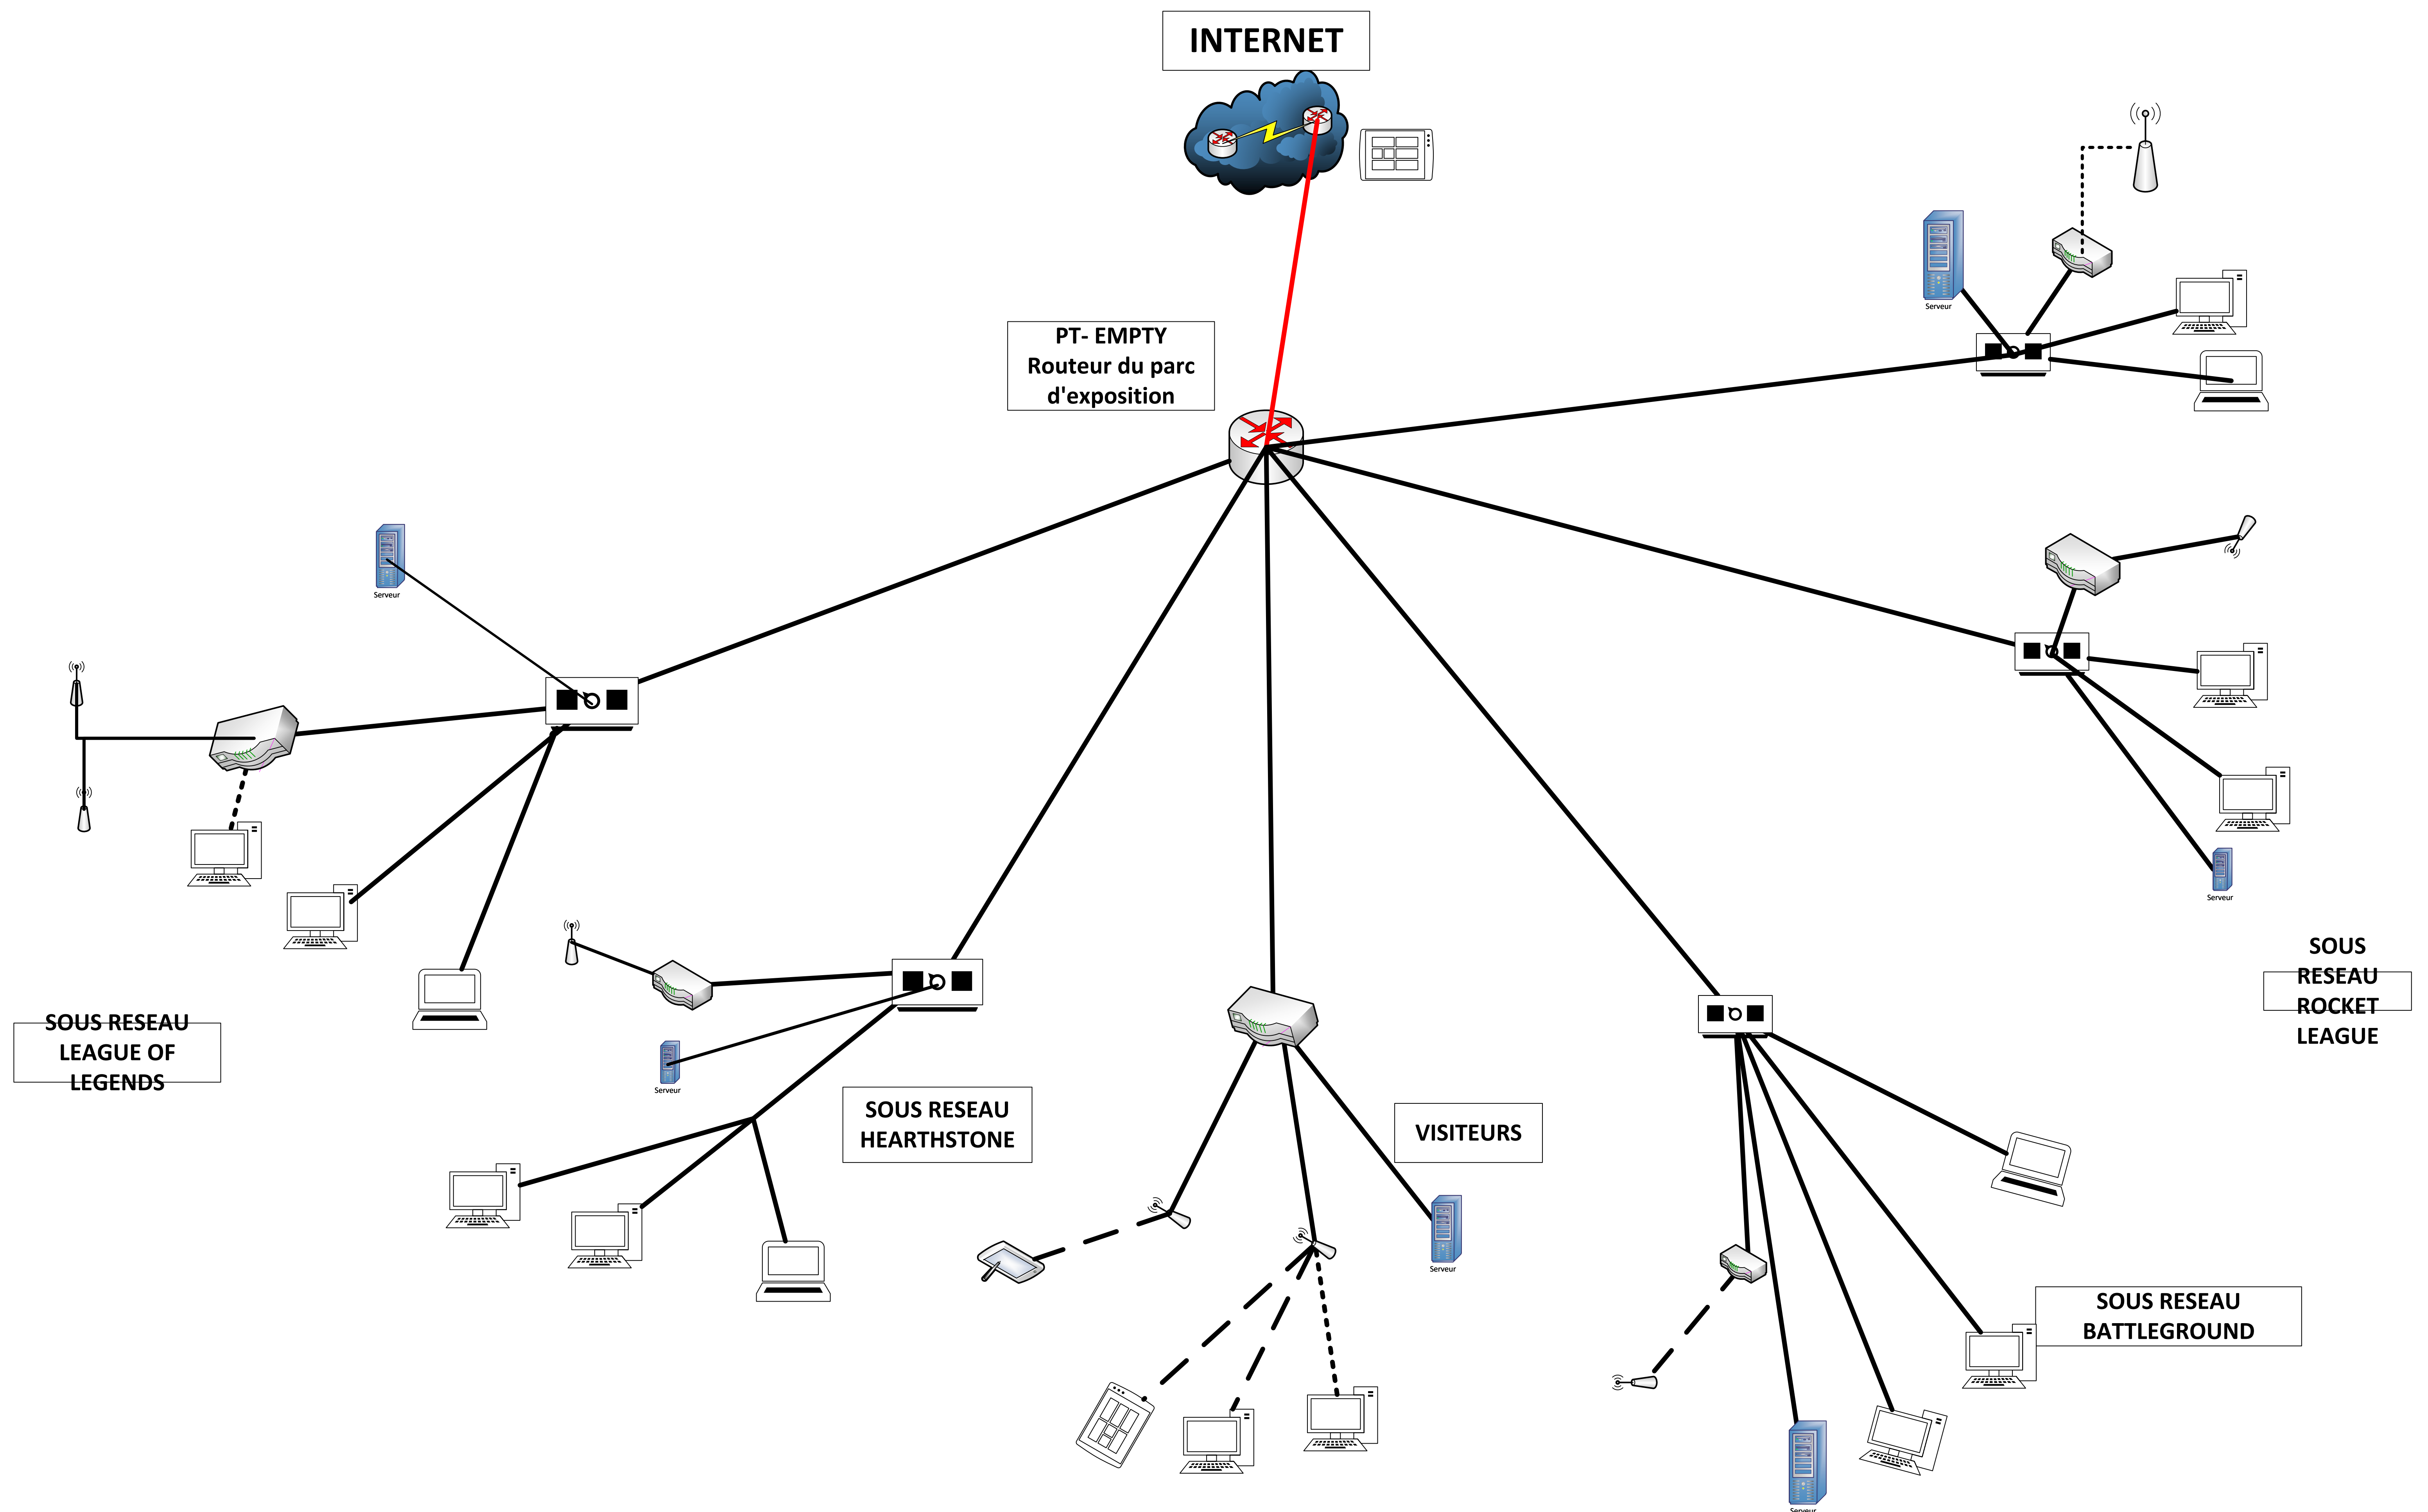 INTERNET
PT- EMPTY
Routeur du parc
d'exposition
Serveur
Serveur
SOUS RESEAU
LEAGUE OF
LEGENDS
Serveur
SOUS RESEAU
HEARTHSTONE
VISITEURS
Serveur
Serveur
SOUS
RESEAU
ROCKET
LEAGUE
SOUS RESEAU
BATTLEGROUND
Serveur